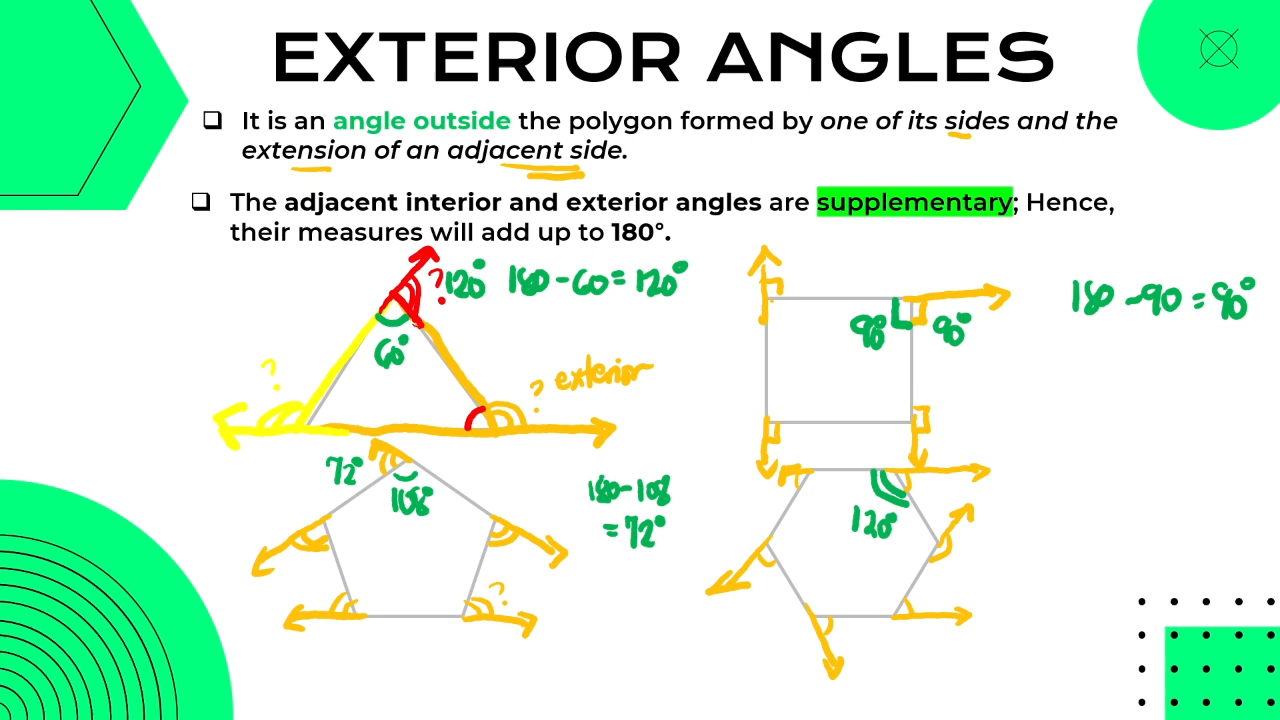 EXTERIOR ANGLES
❑ It is an angle outside the polygon formed by one of its sides and the
extension of an adjacent side.
❑ The adjacent interior and exterior angles are supplementary; Hence,
their measures will add up to 180°.
? 120° 180-60=120°
60°
180-90=90°
90° 90°
?
? exterior
72°
108°
180-108
=72°
120°
?